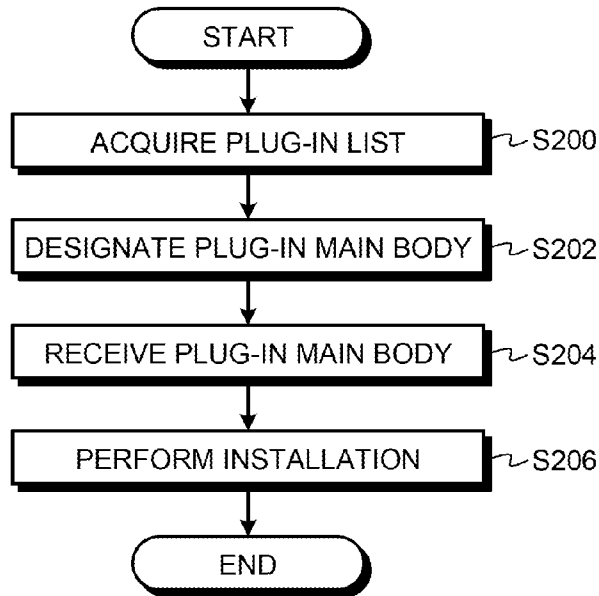 START
ACQUIRE PLUG-IN LIST
S200
DESIGNATE PLUG-IN MAIN BODY
S202
RECEIVE PLUG-IN MAIN BODY
S204
PERFORM INSTALLATION
S206
END